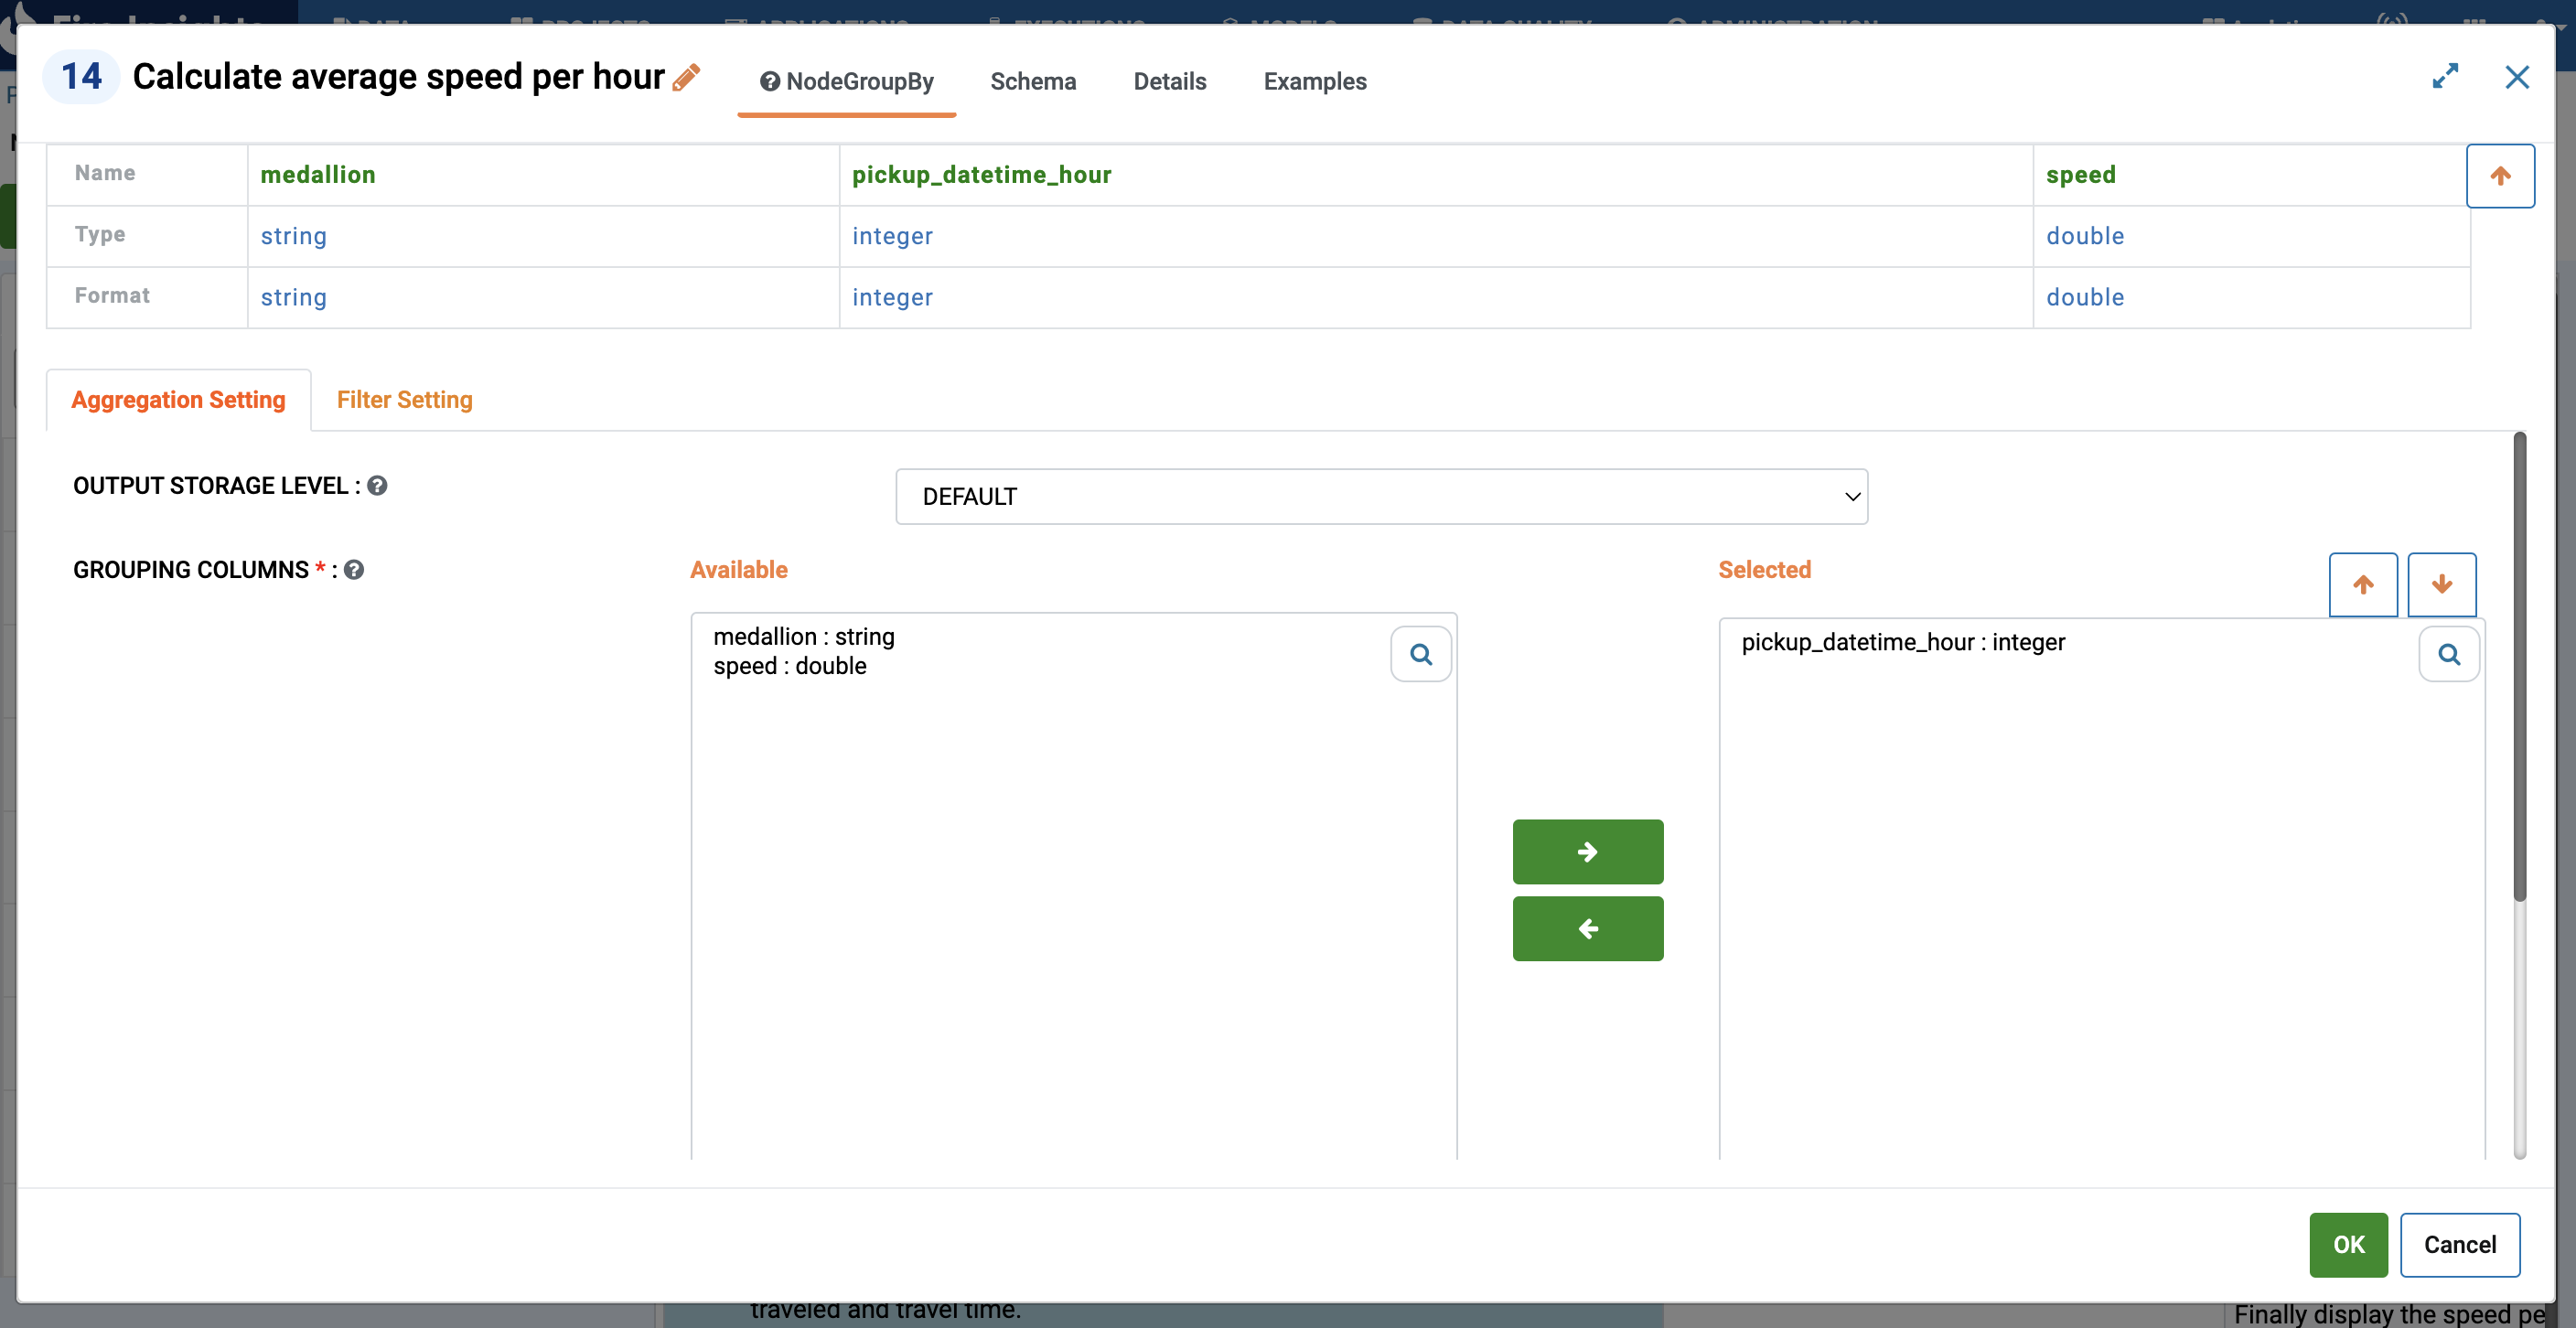 14 Calculate average speed per hour NodeGroupBy Schema Details Examples
Name medallion pickup_datetime_hour speed
Type string integer double
Format string integer double
Aggregation Setting Filter Setting
OUTPUT STORAGE LEVEL :
DEFAULT
GROUPING COLUMNS * :
Available
Selected
medallion : string
speed : double
pickup_datetime_hour : integer
OK Cancel
traveled and travel time.
Finally display the speed pe